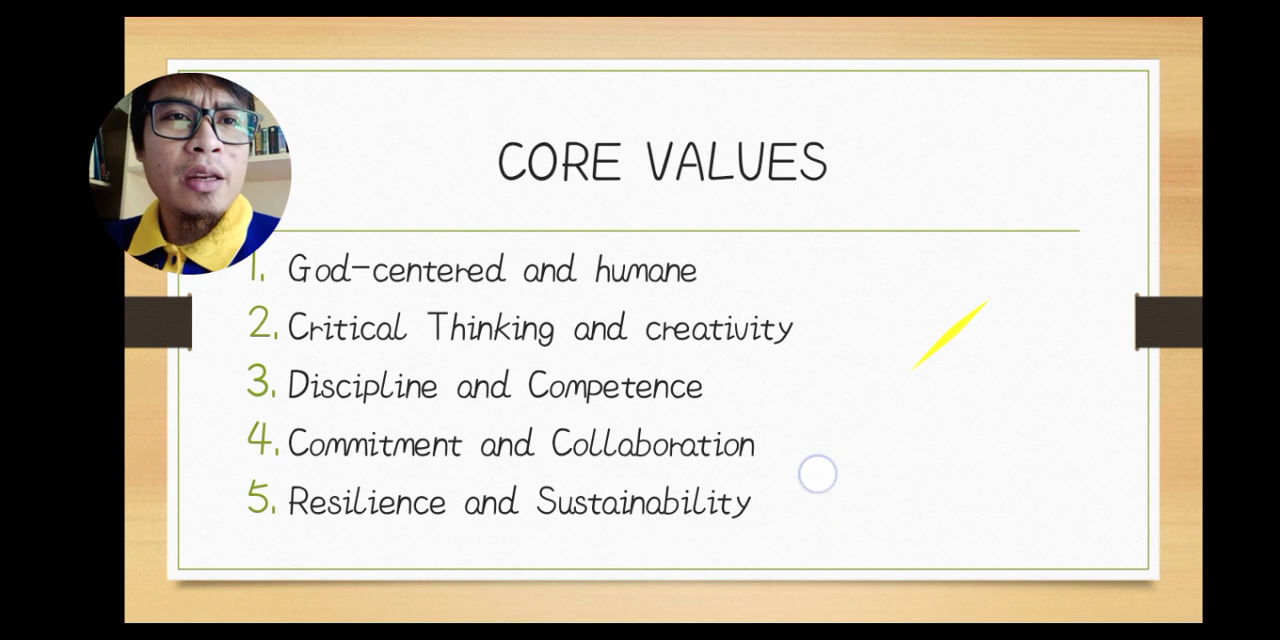 CORE VALUES
1. God-centered and humane
2. Critical Thinking and creativity
3. Discipline and Competence
4. Commitment and Collaboration
5. Resilience and Sustainability